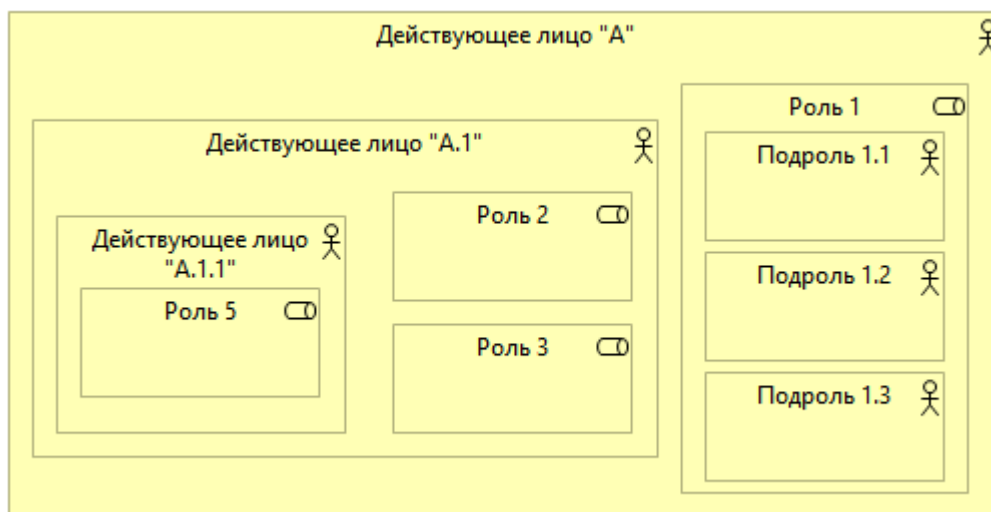 Действующее лицо "А"
Роль 1
Действующее лицо "А.1"
Подроль 1.1
Роль 2
Действующее лицо
"А.1.1"
Подроль 1.2
Роль 5
Роль 3
Подроль 1.3